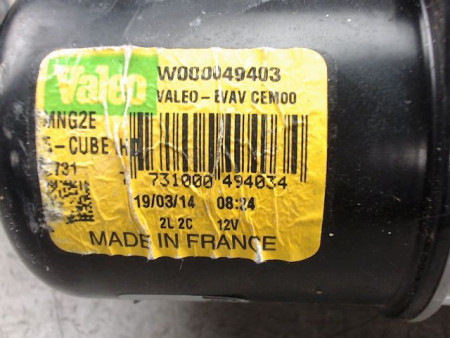 Valeo
W000049403
VALEO-EVAV CEM00
MNG2E
E-CUBE
731
7 731000 494034
19/03/14 08:24
2L 2C 12V
MADE IN FRANCE